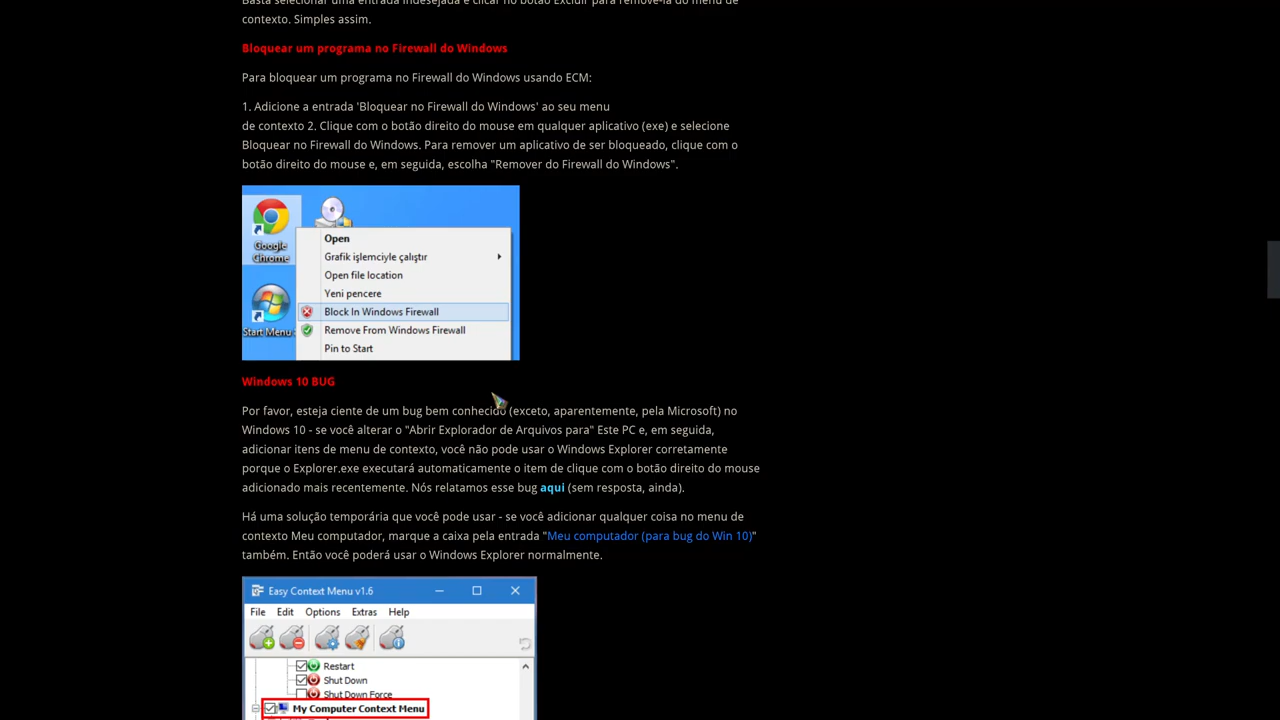 Basta selecionar uma entrada indesejada e clicar no botão Excluir para removê-la do menu de
contexto. Simples assim.
Bloquear um programa no Firewall do Windows
Para bloquear um programa no Firewall do Windows usando ECM:
1. Adicione a entrada 'Bloquear no Firewall do Windows' ao seu menu
de contexto 2. Clique com o botão direito do mouse em qualquer aplicativo (exe) e selecione
Bloquear no Firewall do Windows. Para remover um aplicativo de ser bloqueado, clique com o
botão direito do mouse e, em seguida, escolha "Remover do Firewall do Windows".
Google
Chrome
Start Menu
Open
Grafik işlemciyle çalıştır
Open file location
Yeni pencere
Block In Windows Firewall
Remove From Windows Firewall
Pin to Start
Windows 10 BUG
Por favor, esteja ciente de um bug bem conhecido (exceto, aparentemente, pela Microsoft) no
Windows 10 - se você alterar o "Abrir Explorador de Arquivos para" Este PC e, em seguida,
adicionar itens de menu de contexto, você não pode usar o Windows Explorer corretamente
porque o Explorer.exe executará automaticamente o item de clique com o botão direito do mouse
adicionado mais recentemente. Nós relatamos esse bug aqui (sem resposta, ainda).
Há uma solução temporária que você pode usar - se você adicionar qualquer coisa no menu de
contexto Meu computador, marque a caixa pela entrada "Meu computador (para bug do Win 10)"
também. Então você poderá usar o Windows Explorer normalmente.
Easy Context Menu v1.6
File Edit Options Extras Help
Restart
Shut Down
Shut Down Force
My Computer Context Menu